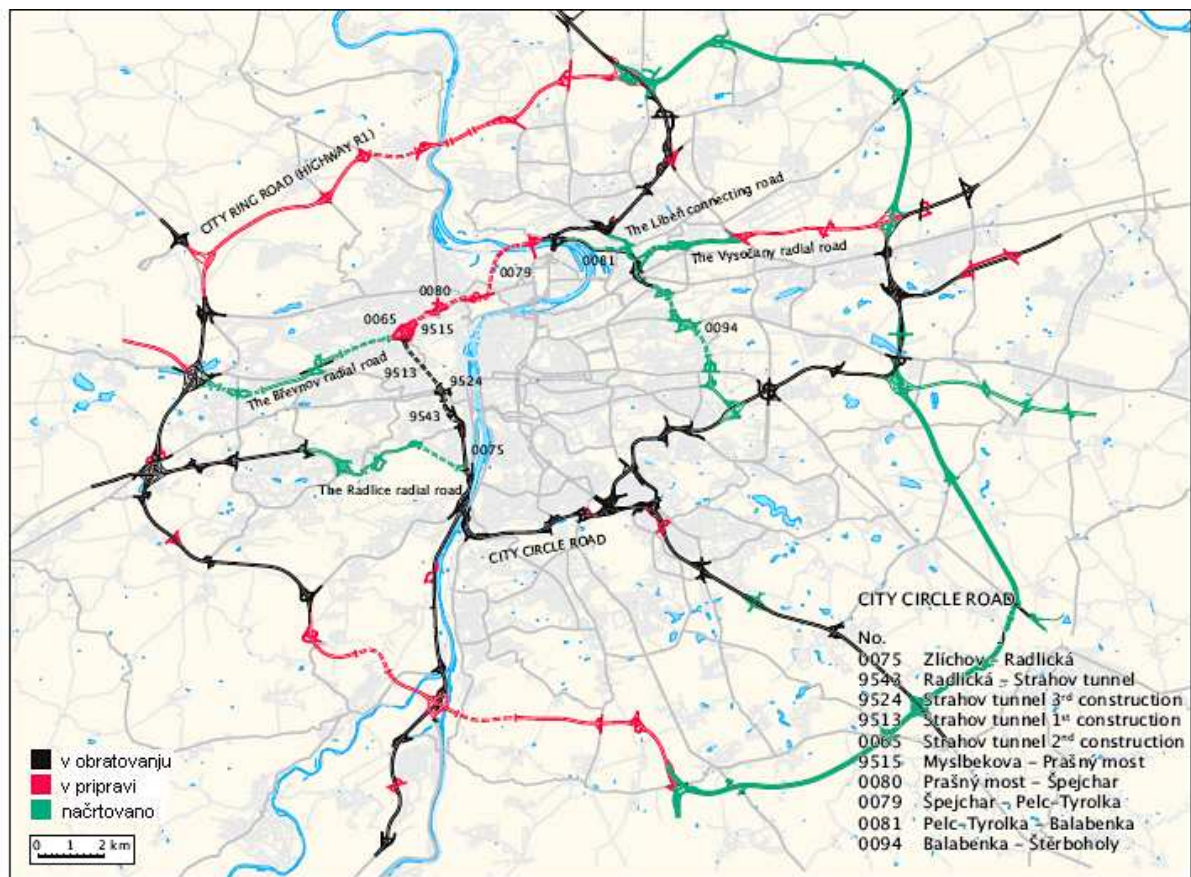 CITY RING ROAD (HIGHWAY R1)
The Libeň connecting road
The Vysočany radial road
0081
0079
0080
0065
9515
0094
The Břevnov radial road
9513
9524
9543
0075
The Radlice radial road
CITY CIRCLE ROAD
CITY CIRCLE ROAD
No.
0075 Zlíchov – Radlická
9543 Radlická – Strahov tunnel
9524 Strahov tunnel 3rd construction
9513 Strahov tunnel 1st construction
0065 Strahov tunnel 2nd construction
9515 Myslbekova – Prašný most
0080 Prašný most – Špejchar
0079 Špejchar – Pelc-Tyrolka
0081 Pelc-Tyrolka – Balabenka
0094 Balabenka – Štěrboholy
v obratovanju
v pripravi
načrtovano
0 1 2 km